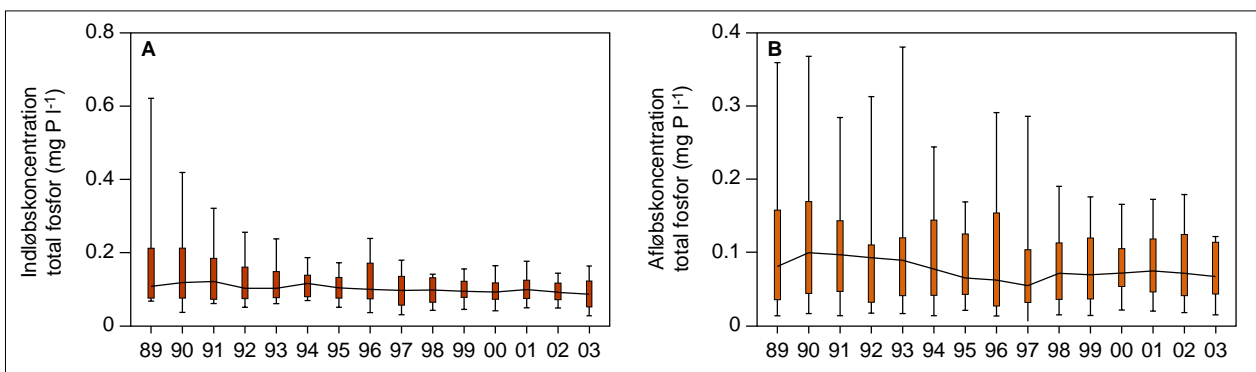 A
Indløbskoncentration
total fosfor (mg P l-1)
0.8
0.6
0.4
0.2
0
89 90 91 92 93 94 95 96 97 98 99 00 01 02 03
B
Afløbskoncentration
total fosfor (mg P l-1)
0.4
0.3
0.2
0.1
0
89 90 91 92 93 94 95 96 97 98 99 00 01 02 03